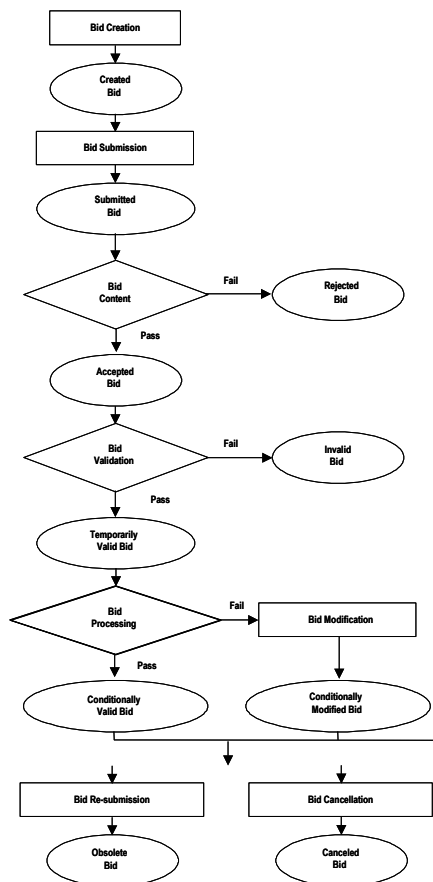 Bid Creation
Created
Bid
Bid Submission
Submitted
Bid
Bid
Content
Fail
Rejected
Bid
Pass
Accepted
Bid
Bid
Validation
Fail
Invalid
Bid
Pass
Temporarily
Valid Bid
Bid
Processing
Fail
Bid Modification
Pass
Conditionally
Valid Bid
Conditionally
Modified Bid
Bid Re-submission
Bid Cancellation
Obsolete
Bid
Canceled
Bid